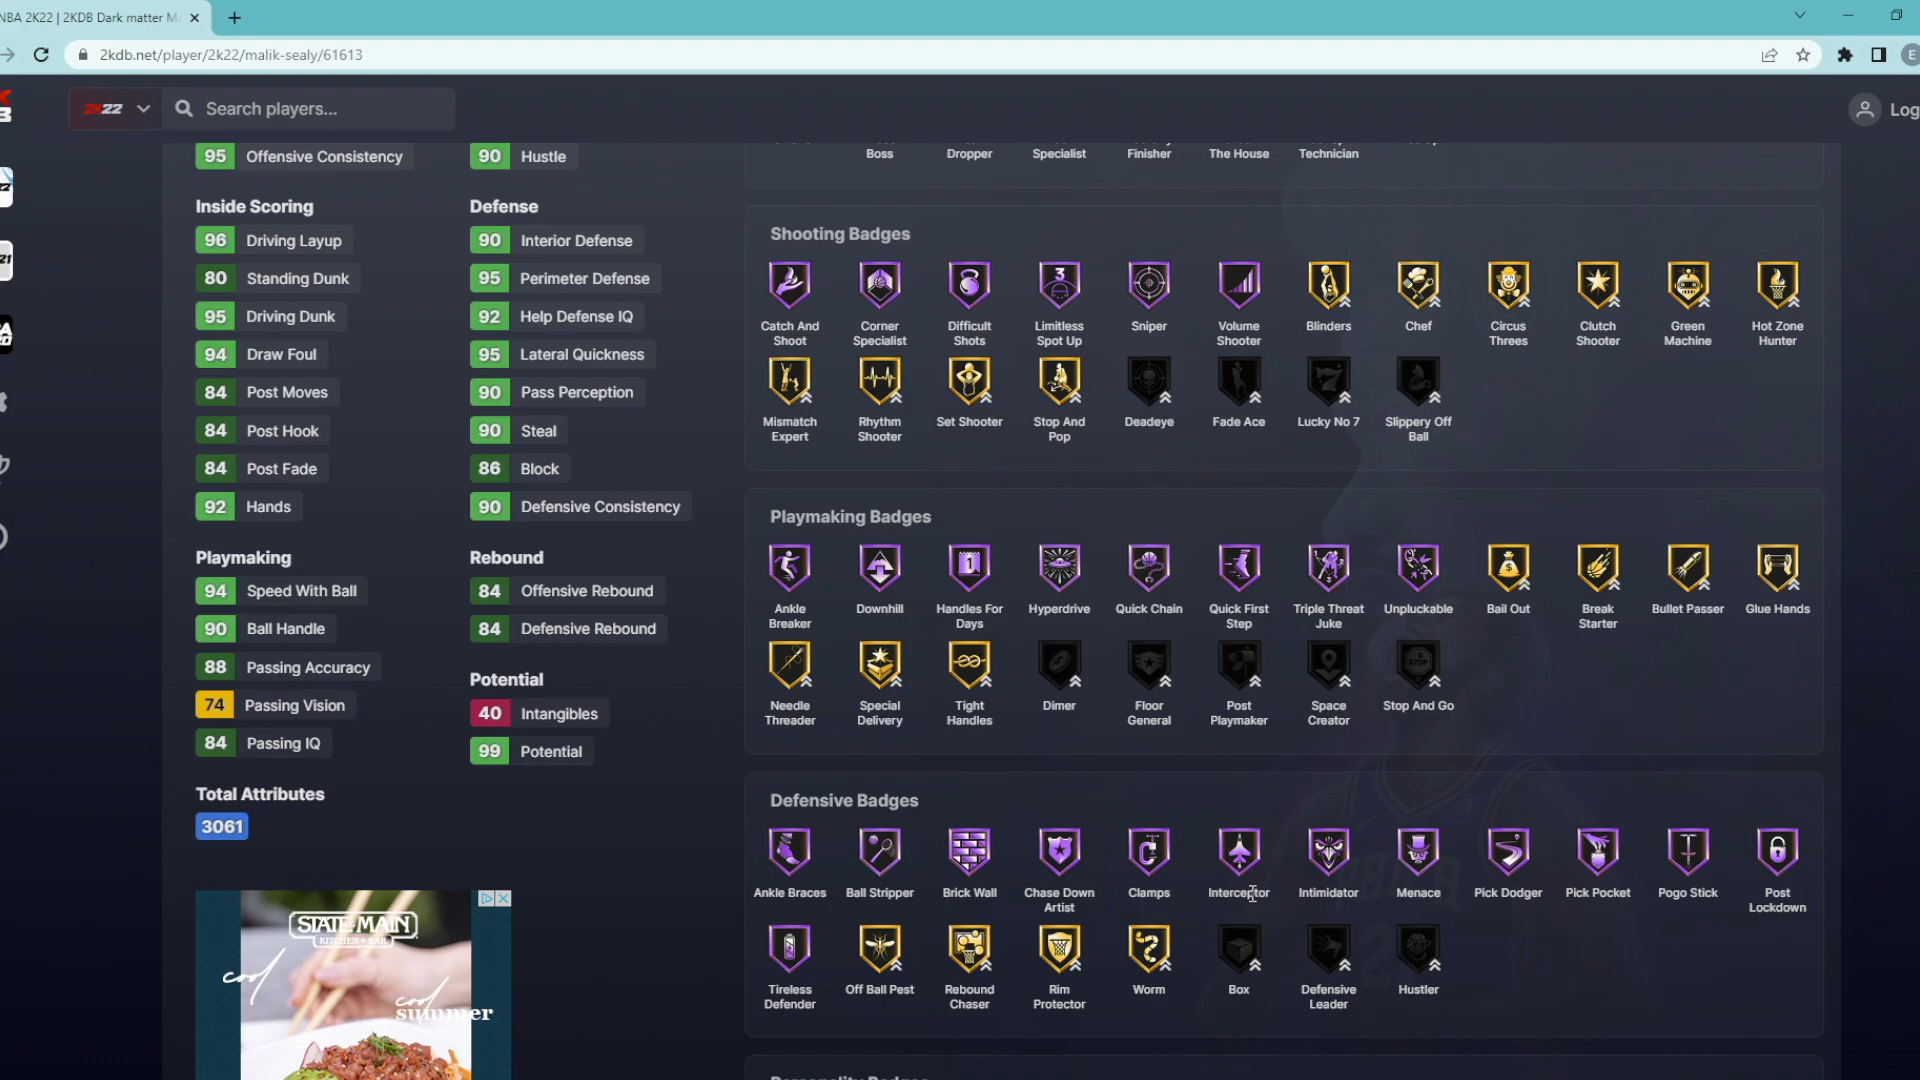 NBA 2K22 | 2KDB Dark matter M
2kdb.net/player/2k22/malik-sealy/61613
E
2K22
Search players...
Log
95 Offensive Consistency
90 Hustle
Inside Scoring
96 Driving Layup
80 Standing Dunk
95 Driving Dunk
94 Draw Foul
84 Post Moves
84 Post Hook
84 Post Fade
92 Hands
Playmaking
94 Speed With Ball
90 Ball Handle
88 Passing Accuracy
74 Passing Vision
84 Passing IQ
Total Attributes
3061
Defense
90 Interior Defense
95 Perimeter Defense
92 Help Defense IQ
95 Lateral Quickness
90 Pass Perception
90 Steal
86 Block
90 Defensive Consistency
Rebound
84 Offensive Rebound
84 Defensive Rebound
Potential
40 Intangibles
99 Potential
STATE & MAIN
KITCHEN + BAR
cool
cool
summer
Boss
Dropper
Specialist
Finisher
The House
Technician
Shooting Badges
Catch And
Shoot
Corner
Specialist
Difficult
Shots
Limitless
Spot Up
Sniper
Volume
Shooter
Blinders
Chef
Circus
Threes
Clutch
Shooter
Green
Machine
Hot Zone
Hunter
Mismatch
Expert
Rhythm
Shooter
Set Shooter
Stop And
Pop
Deadeye
Fade Ace
Lucky No 7
Slippery Off
Ball
Playmaking Badges
Ankle
Breaker
Downhill
Handles For
Days
Hyperdrive
Quick Chain
Quick First
Step
Triple Threat
Juke
Unpluckable
Bail Out
Break
Starter
Bullet Passer
Glue Hands
Needle
Threader
Special
Delivery
Tight
Handles
Dimer
Floor
General
Post
Playmaker
Space
Creator
Stop And Go
Defensive Badges
Ankle Braces
Ball Stripper
Brick Wall
Chase Down
Artist
Clamps
Interceptor
Intimidator
Menace
Pick Dodger
Pick Pocket
Pogo Stick
Post
Lockdown
Tireless
Defender
Off Ball Pest
Rebound
Chaser
Rim
Protector
Worm
Box
Defensive
Leader
Hustler